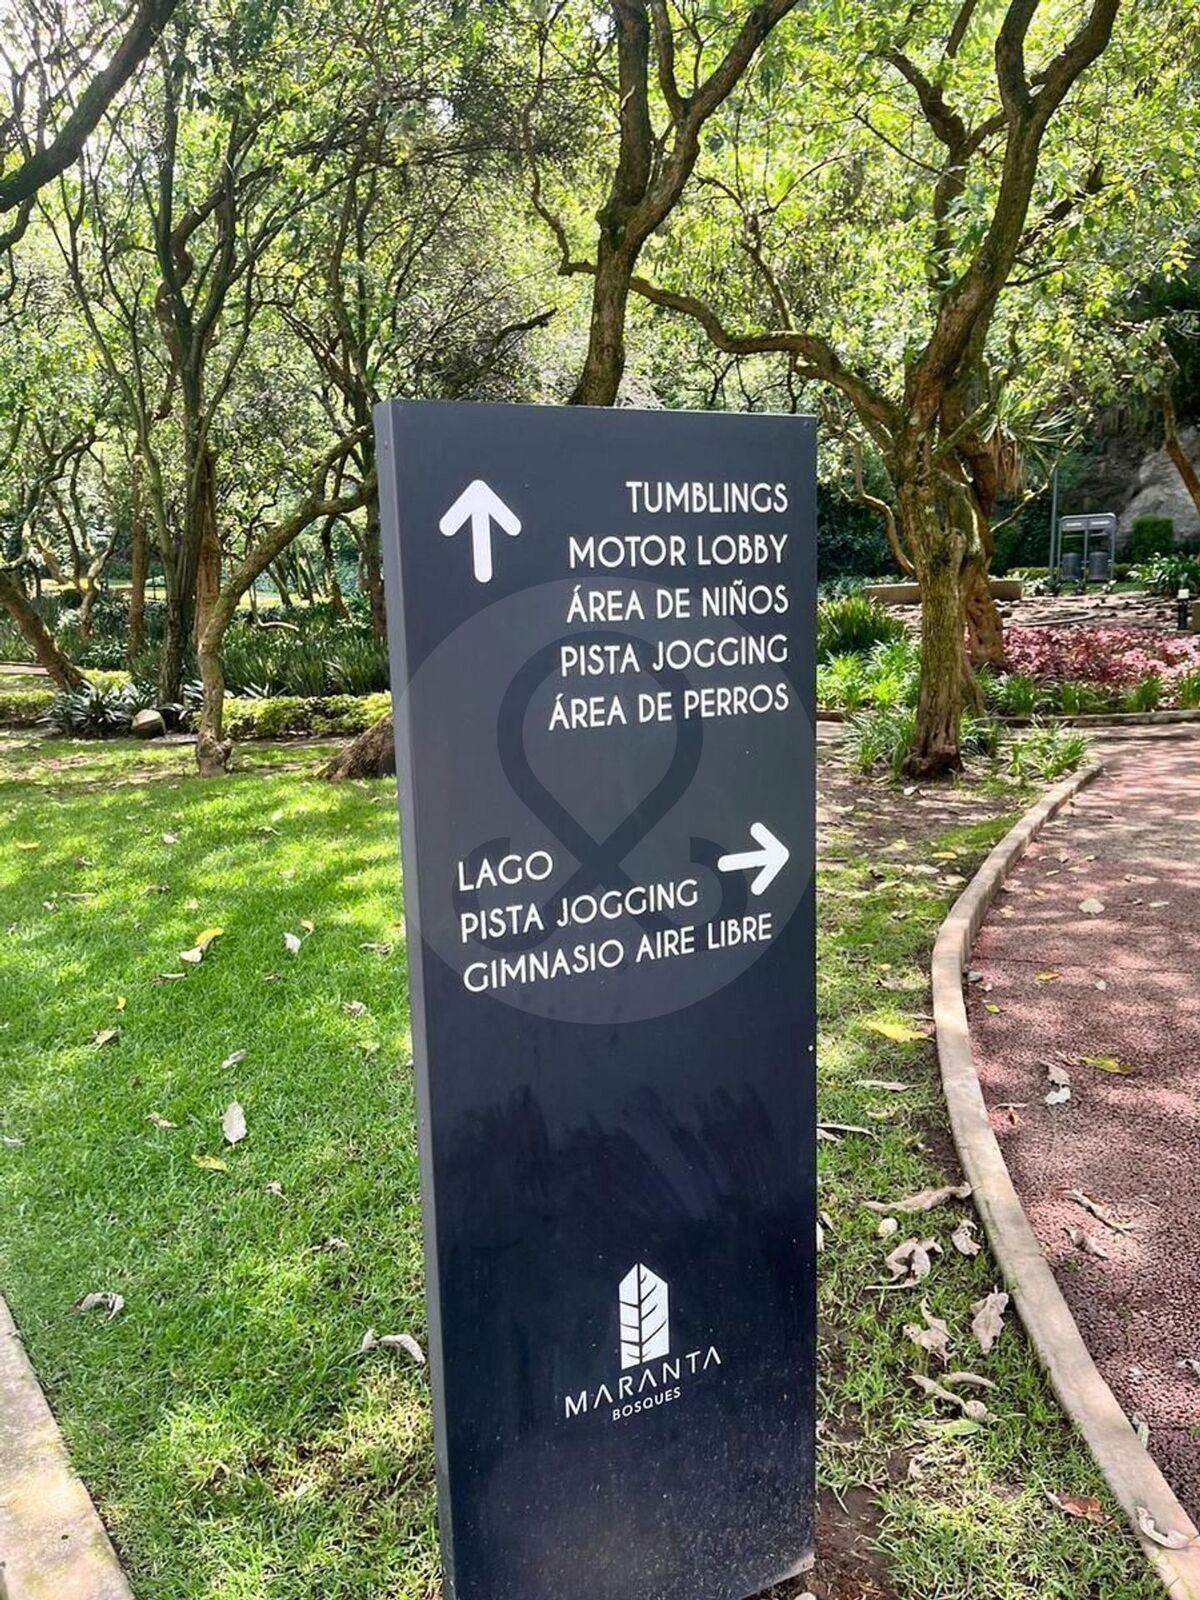 TUMBLINGS
MOTOR LOBBY
ÁREA DE NIÑOS
PISTA JOGGING
ÁREA DE PERROS
LAGO
PISTA JOGGING
GIMNASIO AIRE LIBRE
MARANTA
BOSQUES